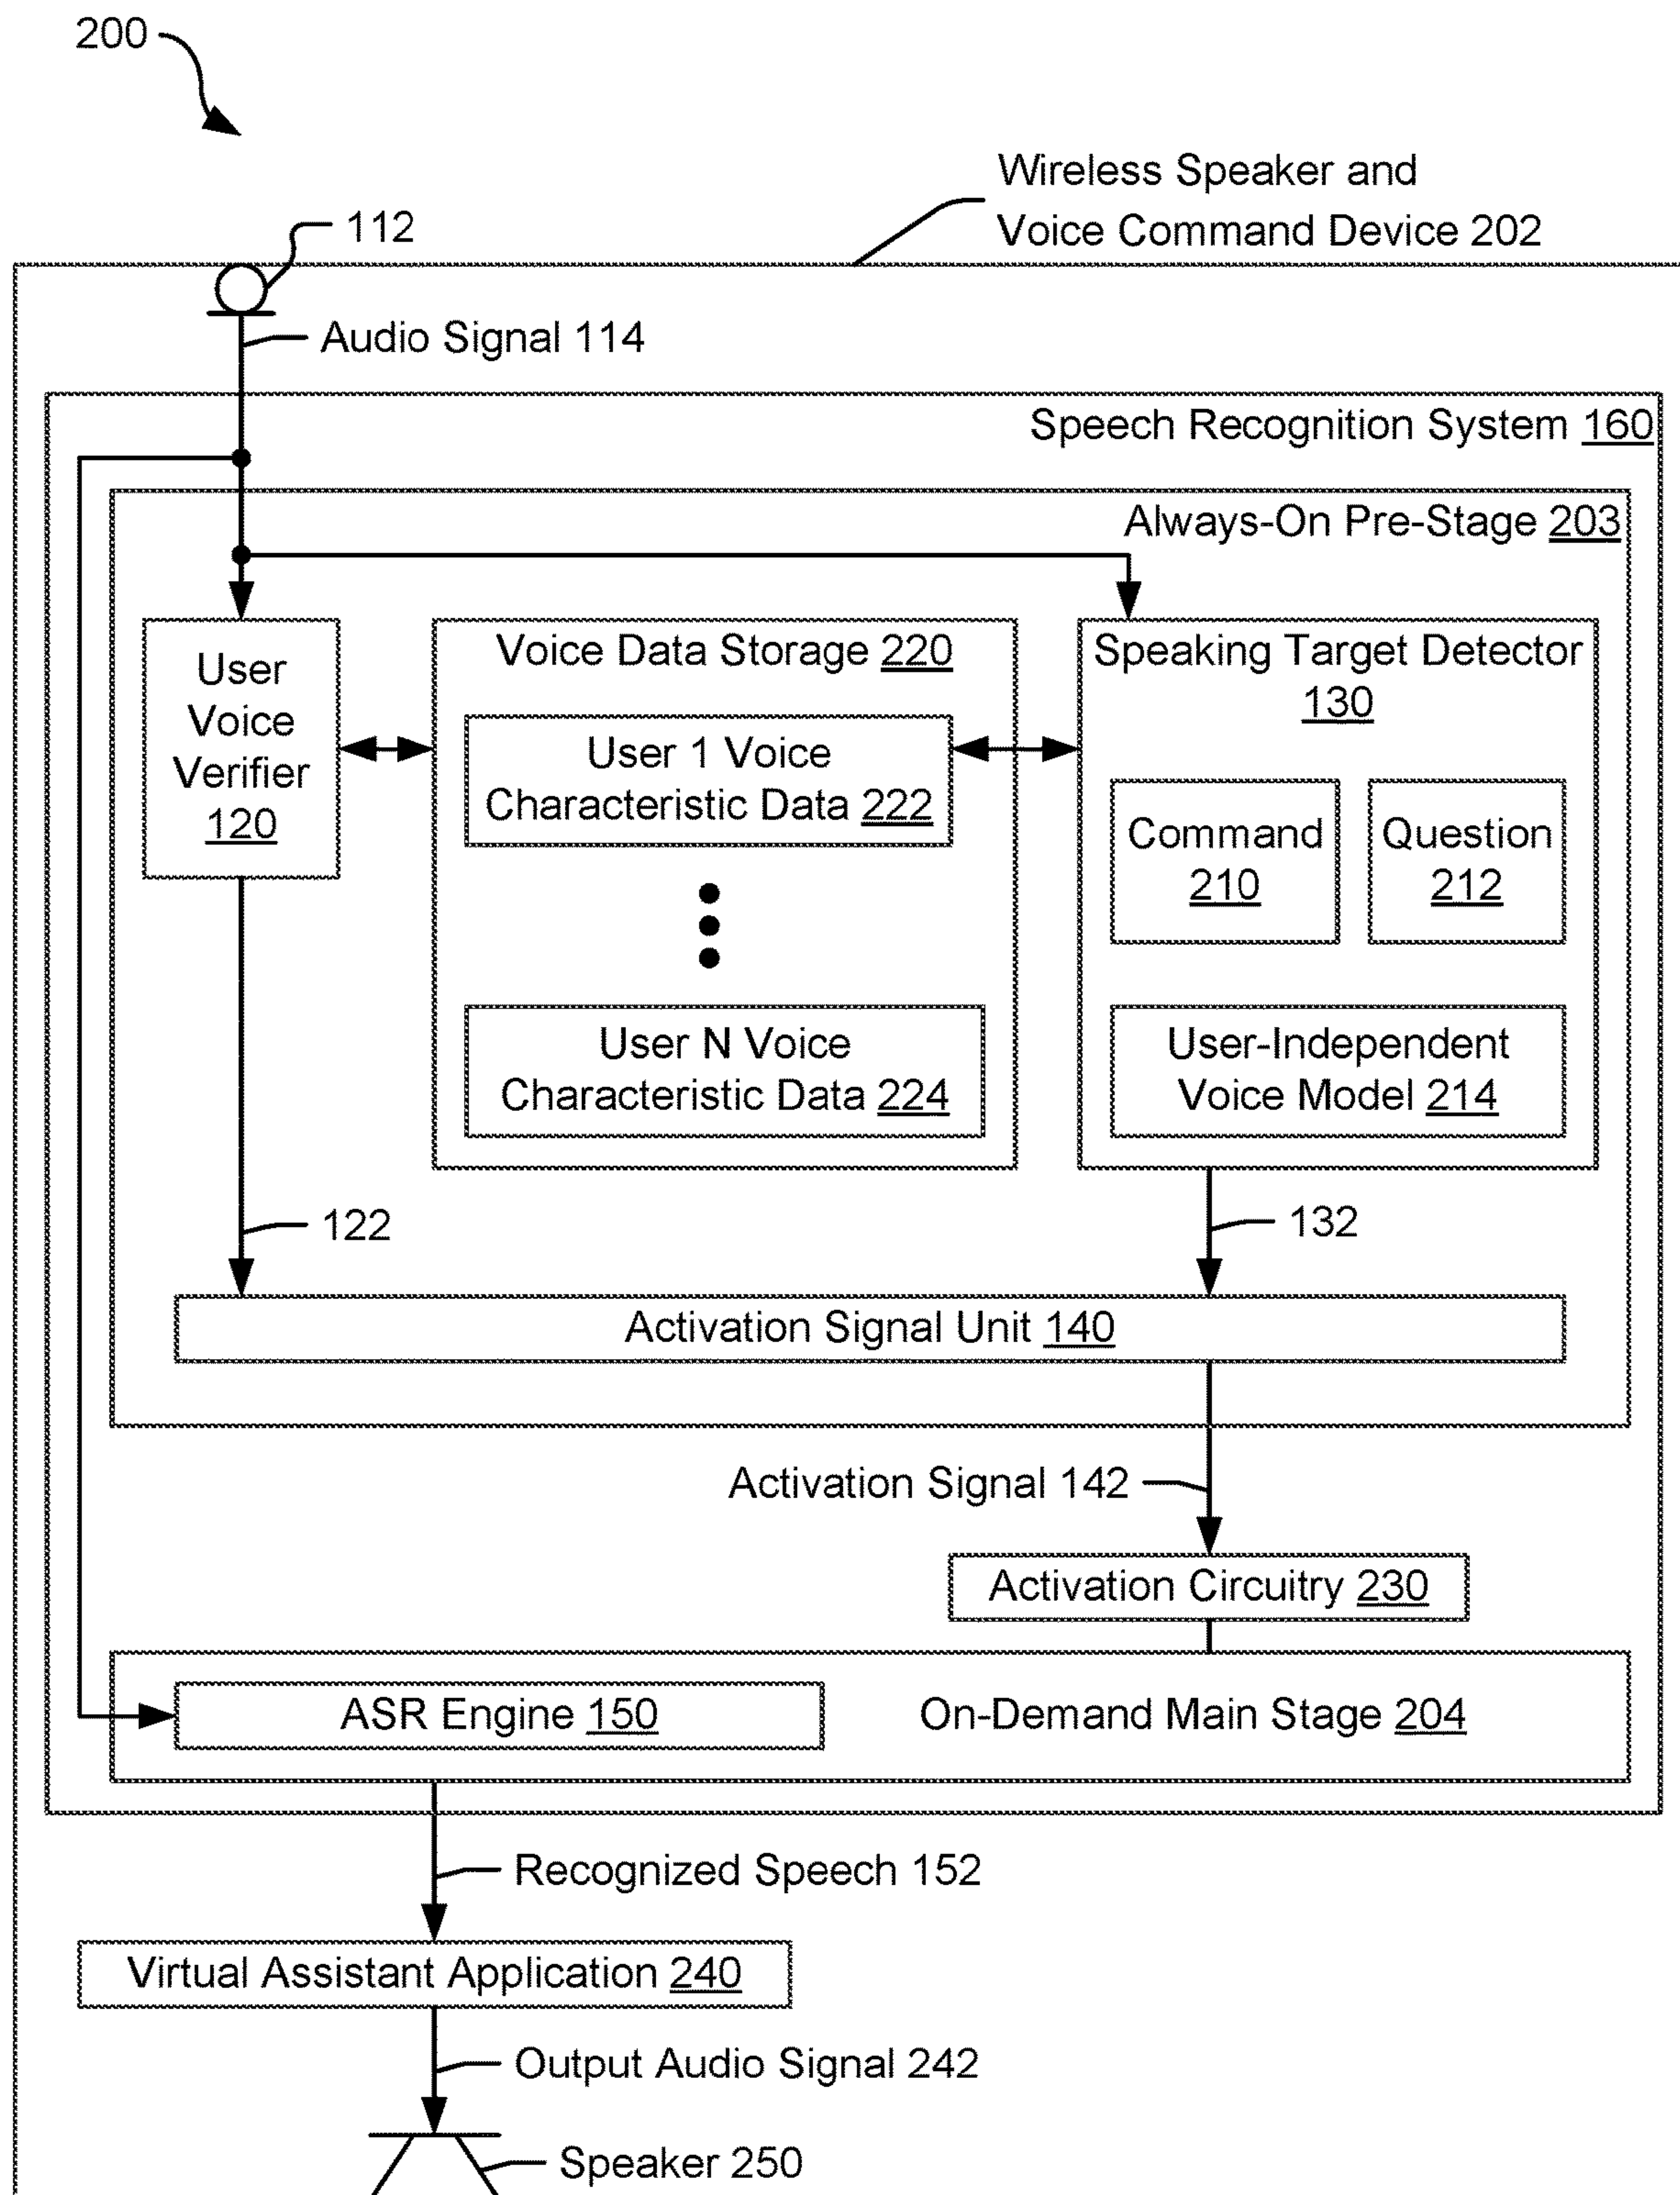 200
Wireless Speaker and
Voice Command Device 202
112
Audio Signal 114
Speech Recognition System 160
Always-On Pre-Stage 203
User
Voice
Verifier
120
Voice Data Storage 220
User 1 Voice
Characteristic Data 222
User N Voice
Characteristic Data 224
Speaking Target Detector
130
Command
210
Question
212
User-Independent
Voice Model 214
122
132
Activation Signal Unit 140
Activation Signal 142
Activation Circuitry 230
ASR Engine 150
On-Demand Main Stage 204
Recognized Speech 152
Virtual Assistant Application 240
Output Audio Signal 242
Speaker 250